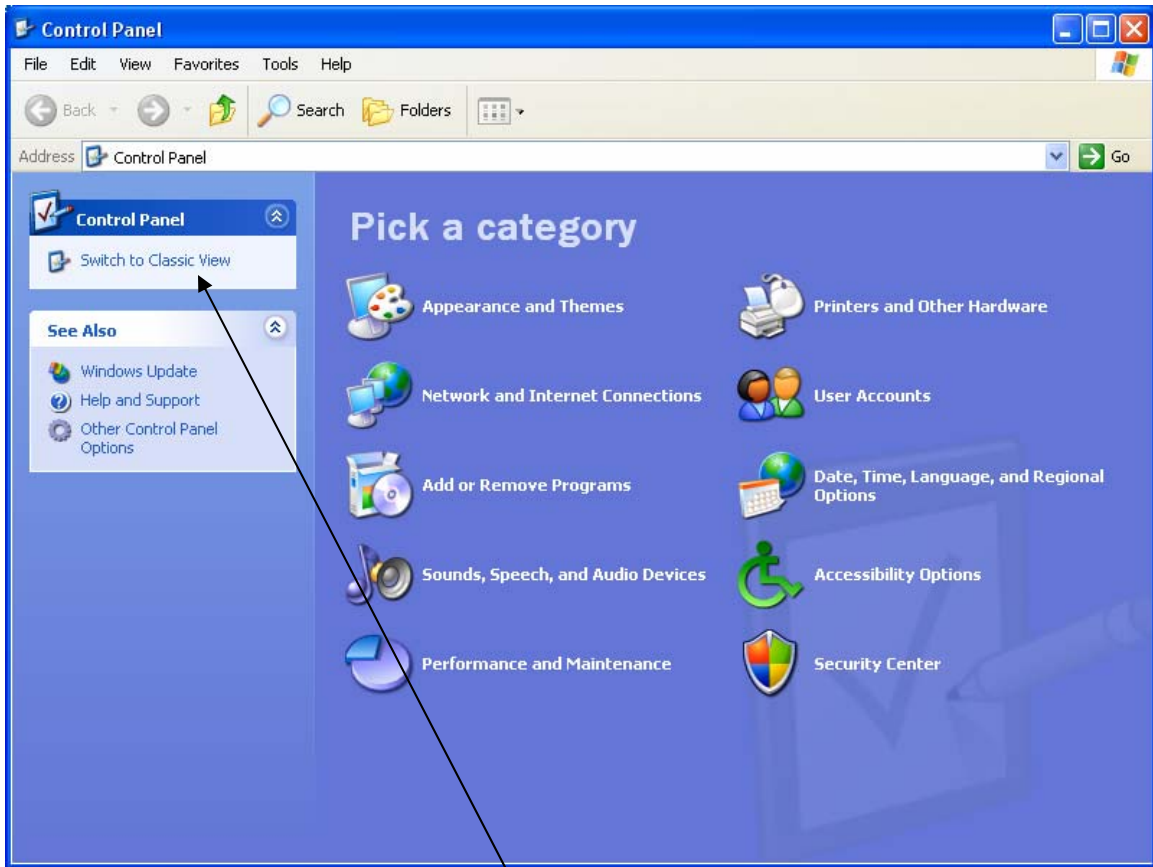 Control Panel
File Edit View Favorites Tools Help
Back Search Folders
Address Control Panel Go
Control Panel
Switch to Classic View
See Also
Windows Update
Help and Support
Other Control Panel
Options
Pick a category
Appearance and Themes
Printers and Other Hardware
Network and Internet Connections
User Accounts
Add or Remove Programs
Date, Time, Language, and Regional
Options
Sounds, Speech, and Audio Devices
Accessibility Options
Performance and Maintenance
Security Center